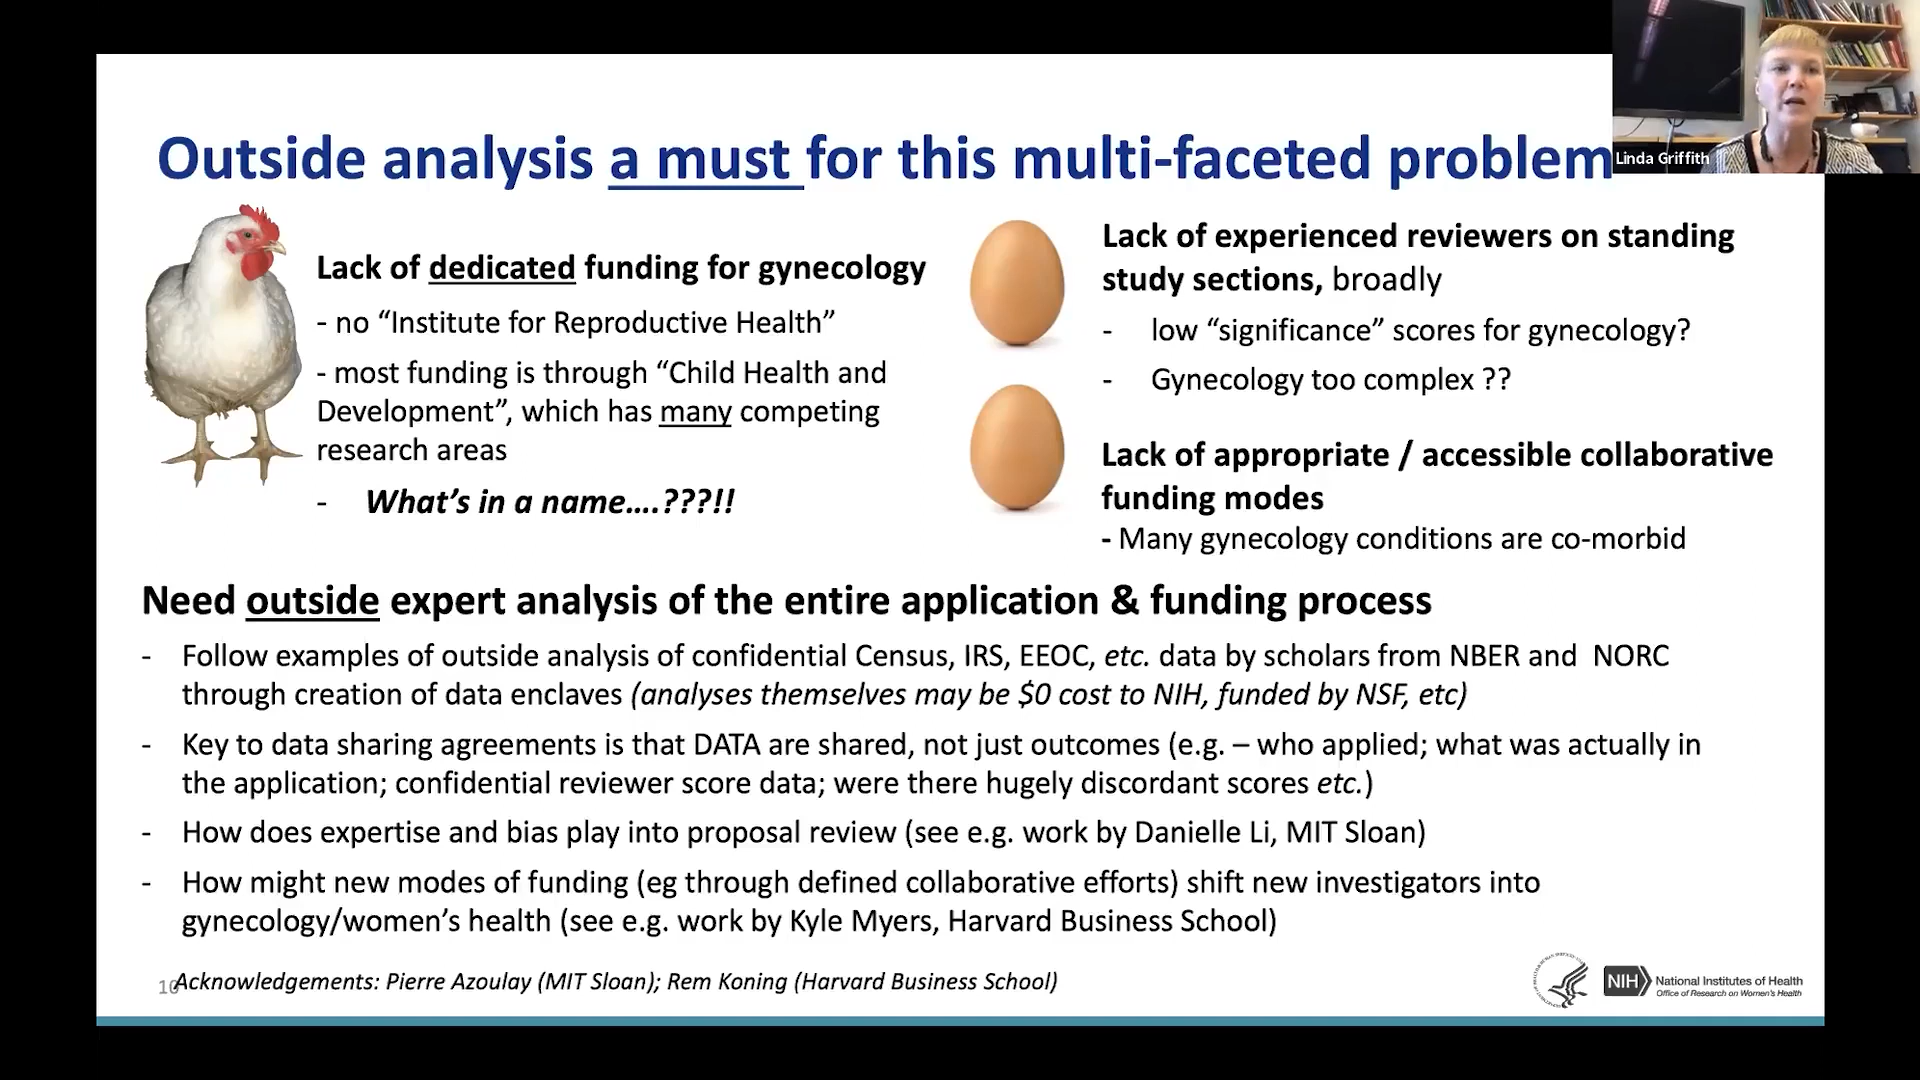 Outside analysis a must for this multi-faceted problem
Linda Griffith
Lack of dedicated funding for gynecology
- no “Institute for Reproductive Health”
- most funding is through “Child Health and
Development”, which has many competing
research areas
- What’s in a name….???!!
Lack of experienced reviewers on standing
study sections, broadly
- low “significance” scores for gynecology?
- Gynecology too complex ??
Lack of appropriate / accessible collaborative
funding modes
- Many gynecology conditions are co-morbid
Need outside expert analysis of the entire application & funding process
- Follow examples of outside analysis of confidential Census, IRS, EEOC, etc. data by scholars from NBER and NORC
through creation of data enclaves (analyses themselves may be $0 cost to NIH, funded by NSF, etc)
- Key to data sharing agreements is that DATA are shared, not just outcomes (e.g. – who applied; what was actually in
the application; confidential reviewer score data; were there hugely discordant scores etc.)
- How does expertise and bias play into proposal review (see e.g. work by Danielle Li, MIT Sloan)
- How might new modes of funding (eg through defined collaborative efforts) shift new investigators into
gynecology/women’s health (see e.g. work by Kyle Myers, Harvard Business School)
Acknowledgements: Pierre Azoulay (MIT Sloan); Rem Koning (Harvard Business School)
NIH National Institutes of Health
Office of Research on Women's Health